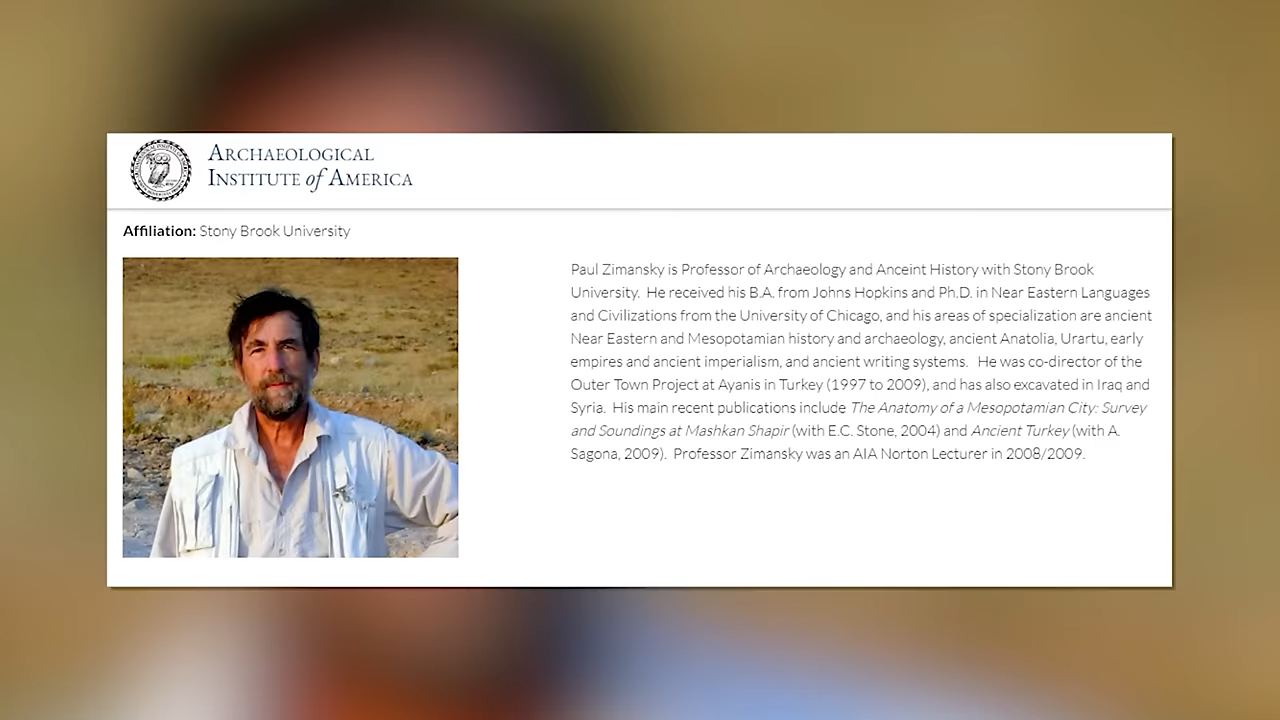 ARCHAEOLOGICAL
INSTITUTE of AMERICA
Affiliation: Stony Brook University
Paul Zimansky is Professor of Archaeology and Anceint History with Stony Brook
University. He received his B.A. from Johns Hopkins and Ph.D. in Near Eastern Languages
and Civilizations from the University of Chicago, and his areas of specialization are ancient
Near Eastern and Mesopotamian history and archaeology, ancient Anatolia, Urartu, early
empires and ancient imperialism, and ancient writing systems. He was co-director of the
Outer Town Project at Ayanis in Turkey (1997 to 2009), and has also excavated in Iraq and
Syria. His main recent publications include The Anatomy of a Mesopotamian City: Survey
and Soundings at Mashkan Shapir (with E.C. Stone, 2004) and Ancient Turkey (with A.
Sagona, 2009). Professor Zimansky was an AIA Norton Lecturer in 2008/2009.